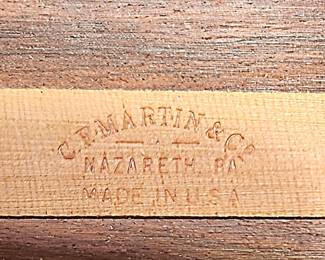 C.F. MARTIN & Co
NAZARETH, PA.
MADE IN U.S.A